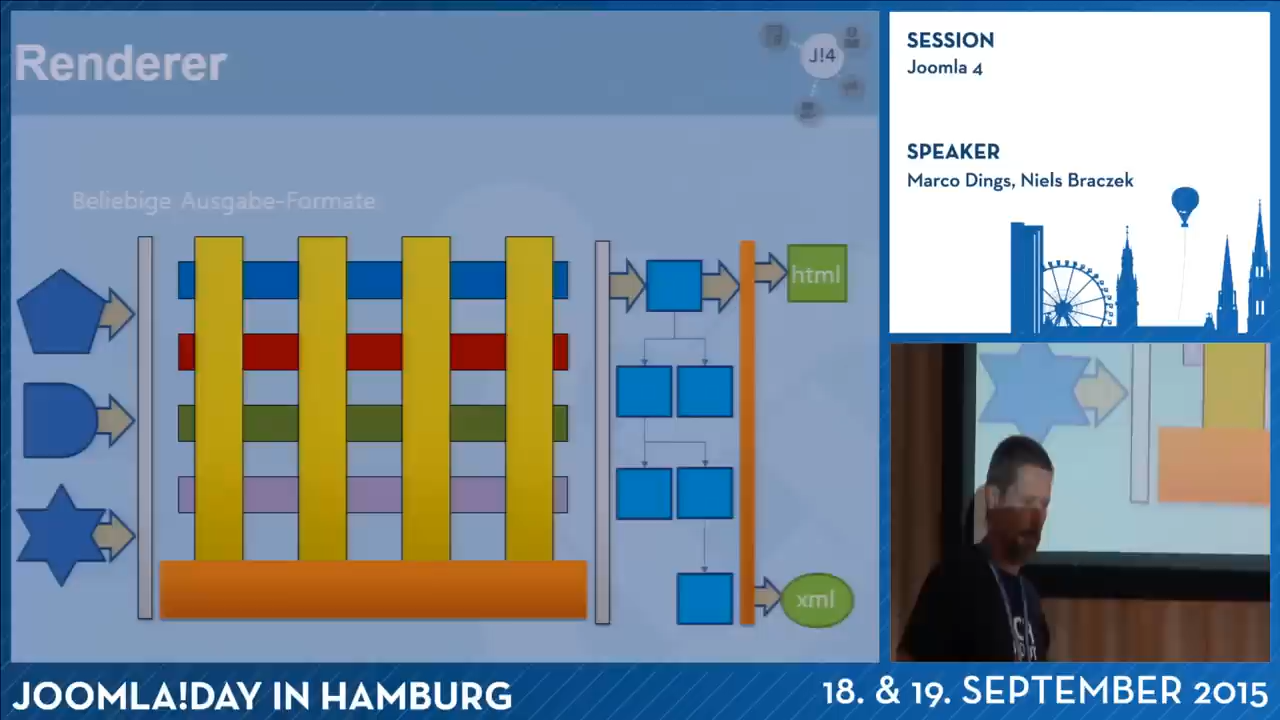 Renderer
J!4
Beliebige Ausgabe-Formate
html
xml
SESSION
Joomla 4
SPEAKER
Marco Dings, Niels Braczek
JOOMLA!DAY IN HAMBURG
18. & 19. SEPTEMBER 2015